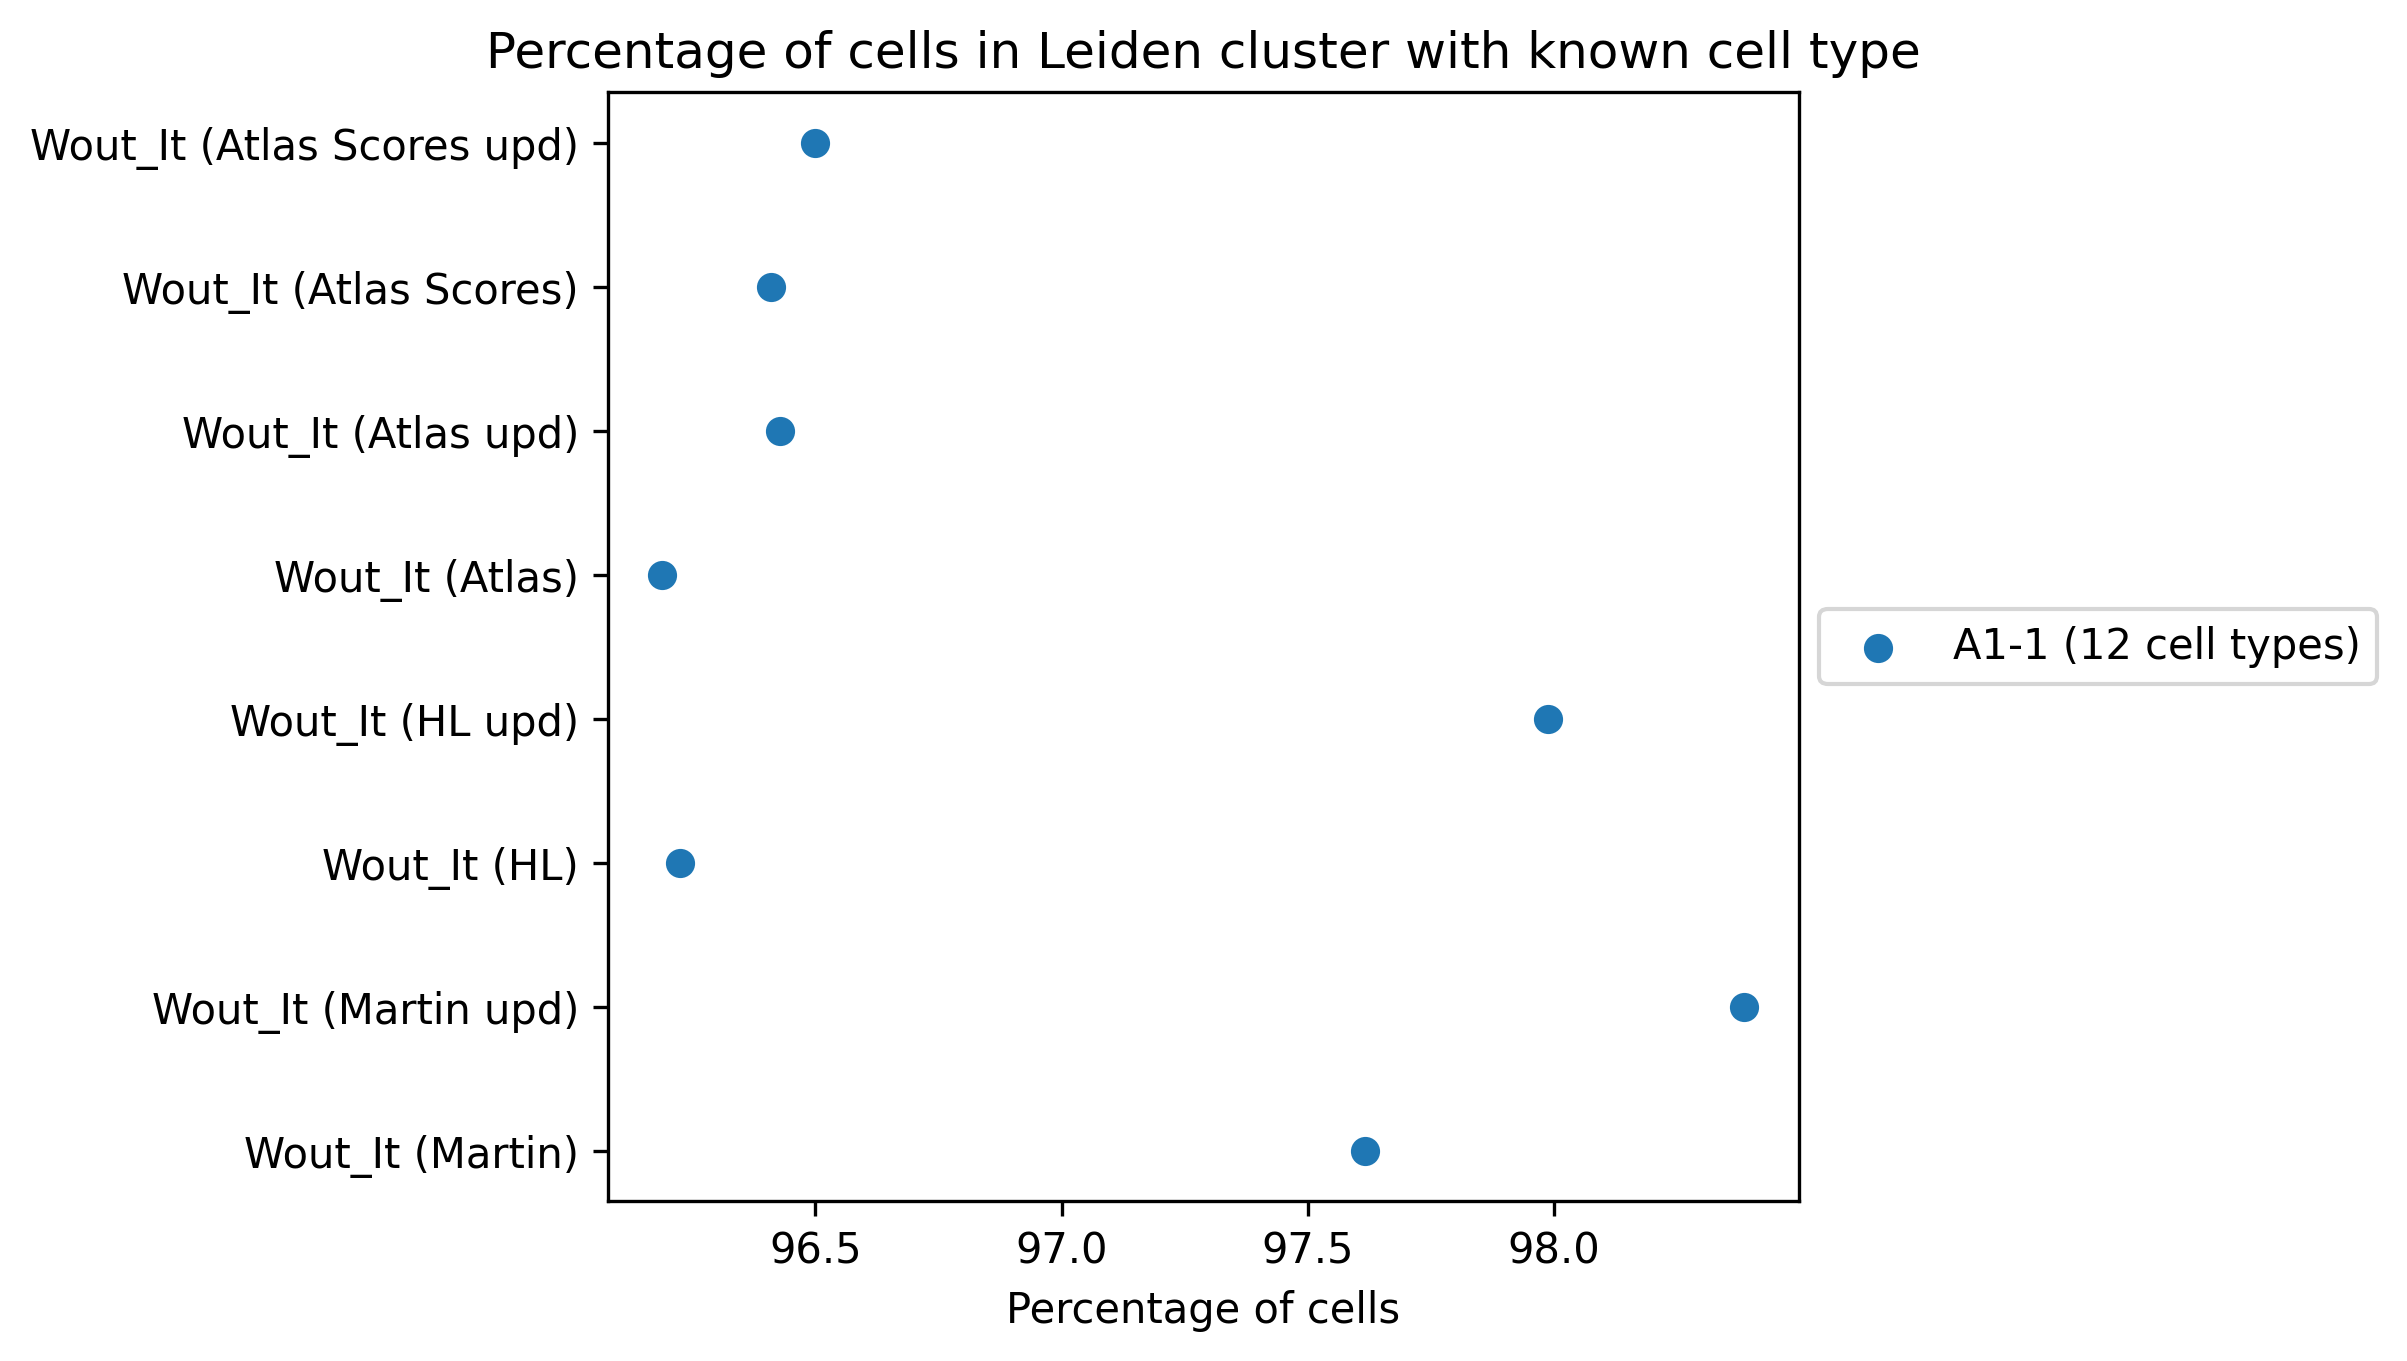 Percentage of cells in Leiden cluster with known cell type
Wout_It (Atlas Scores upd)
Wout_It (Atlas Scores)
Wout_It (Atlas upd)
Wout_It (Atlas)
Wout_It (HL upd)
Wout_It (HL)
Wout_It (Martin upd)
Wout_It (Martin)
A1-1 (12 cell types)
96.5 97.0 97.5 98.0
Percentage of cells